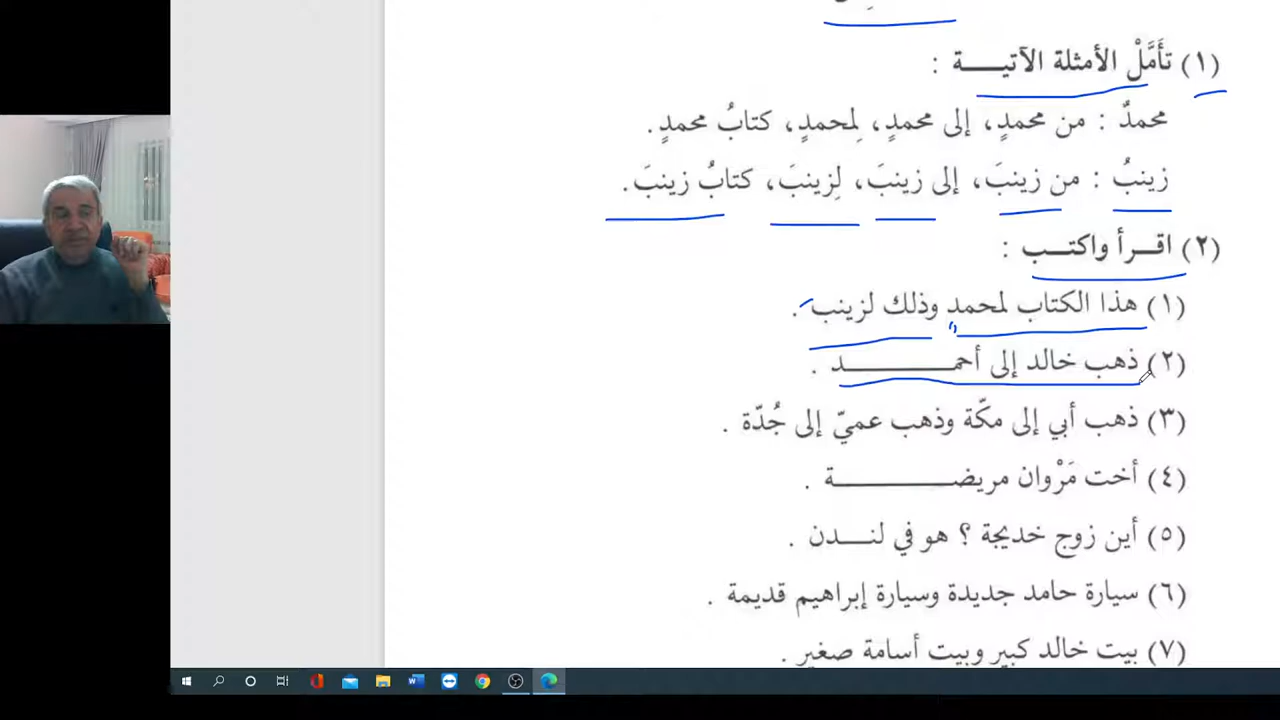 (١) تأَمَّلْ الأمثلة الآتيـــة :
محمدٌ : من محمدٍ، إلى محمدٍ، لِمحمدٍ، كتابُ محمدٍ.
زينبُ : من زينبَ، إلى زينبَ، لِزينبَ، كتابُ زينبَ.
(٢) اقـرأ واكتـب :
(١) هذا الكتاب لمحمد وذلك لزينب .
(٢) ذهب خالد إلى أحمــــــــد .
(٣) ذهب أبي إلى مكّة وذهب عميّ إلى جُدّة .
(٤) أخت مَرْوان مريضــــــــة .
(٥) أين زوج خديجة ؟ هو في لنـــدن .
(٦) سيارة حامد جديدة وسيارة إبراهيم قديمة .
(٧) بيت خالد كبير وبيت أسامة صغير .